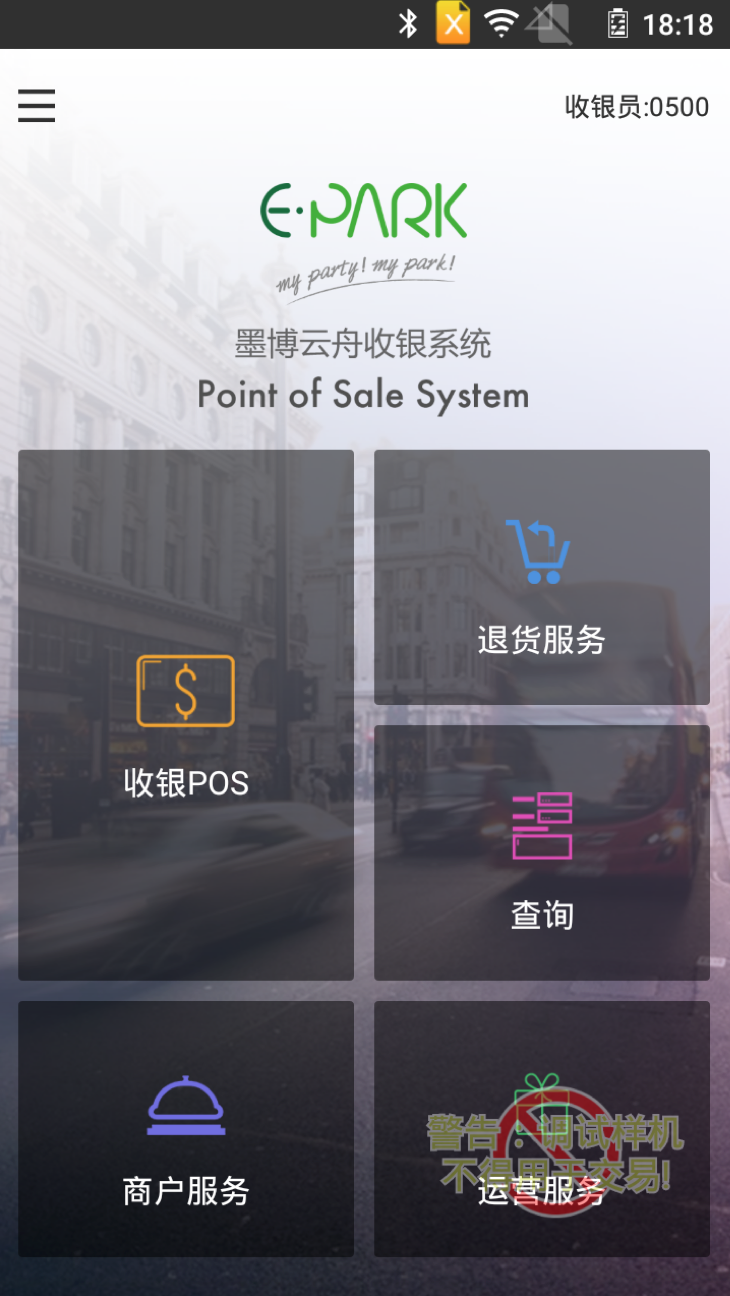 18:18
收银员:0500
E·PARK
my party! my park!
墨博云舟收银系统
Point of Sale System
收银POS
退货服务
查询
商户服务
运营服务
警告：调试样机
不得用于交易!